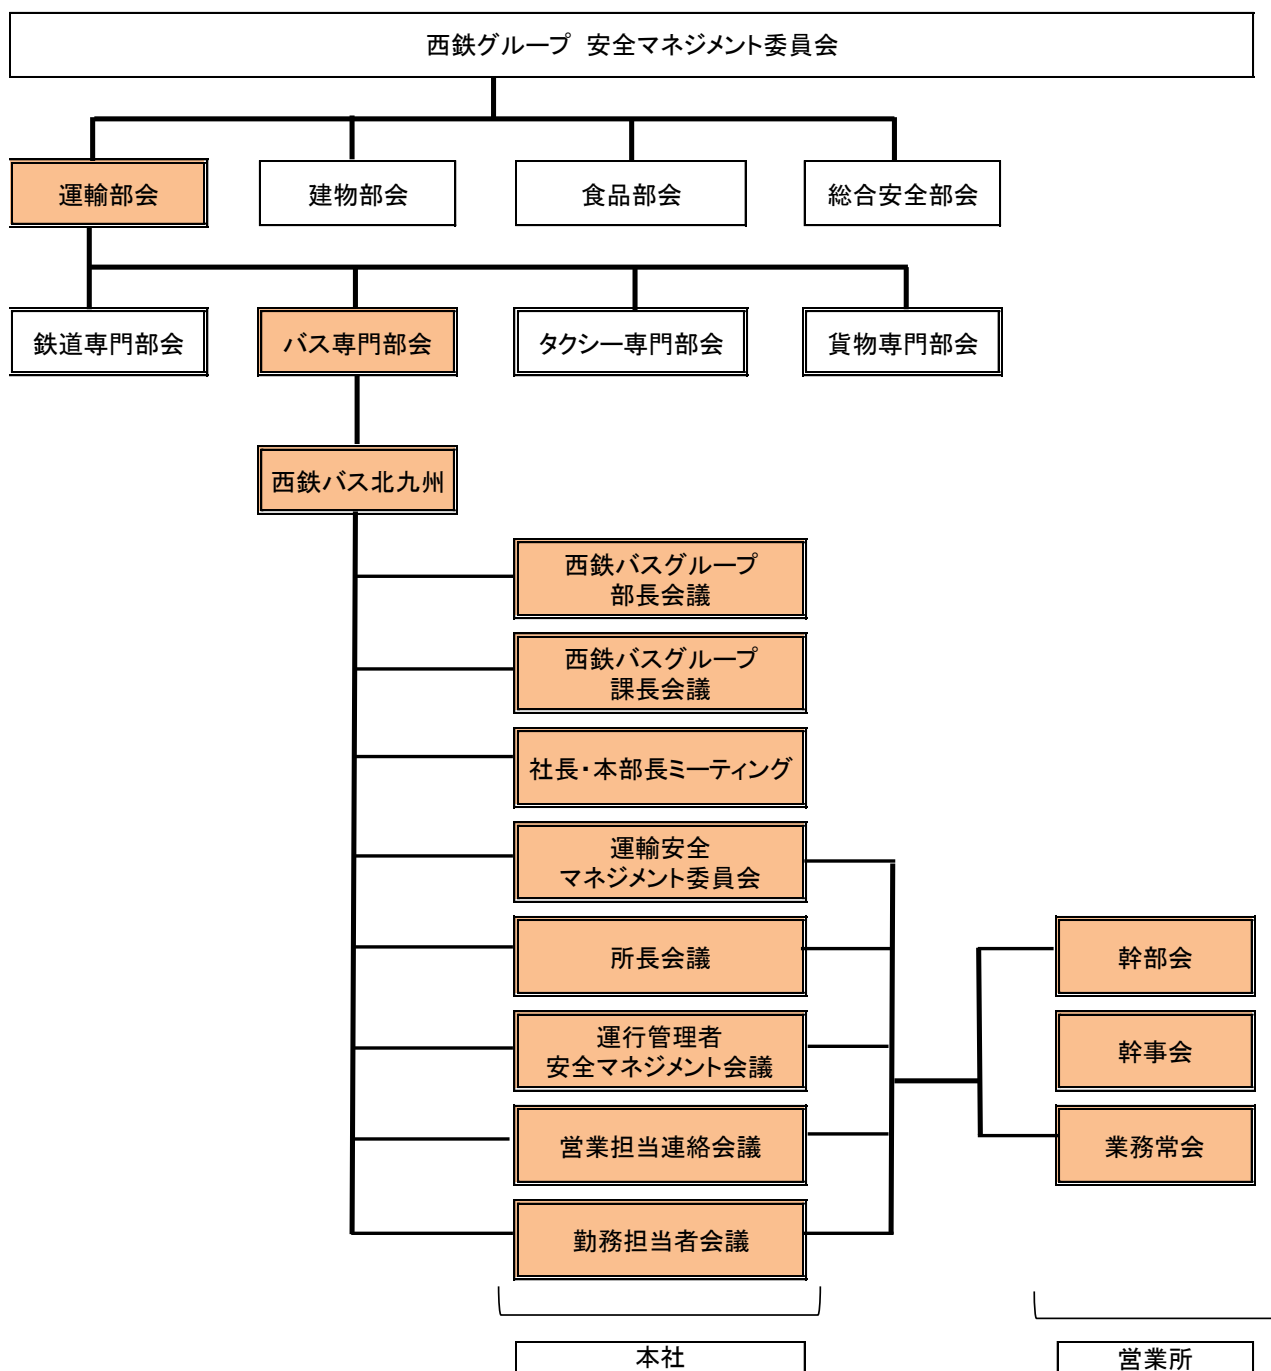 西鉄グループ 安全マネジメント委員会
運輸部会
建物部会
食品部会
総合安全部会
鉄道専門部会
バス専門部会
タクシー専門部会
貨物専門部会
西鉄バス北九州
西鉄バスグループ
部長会議
西鉄バスグループ
課長会議
社長・本部長ミーティング
運輸安全
マネジメント委員会
所長会議
幹部会
運行管理者
安全マネジメント会議
幹事会
営業担当連絡会議
業務常会
勤務担当者会議
本社
営業所